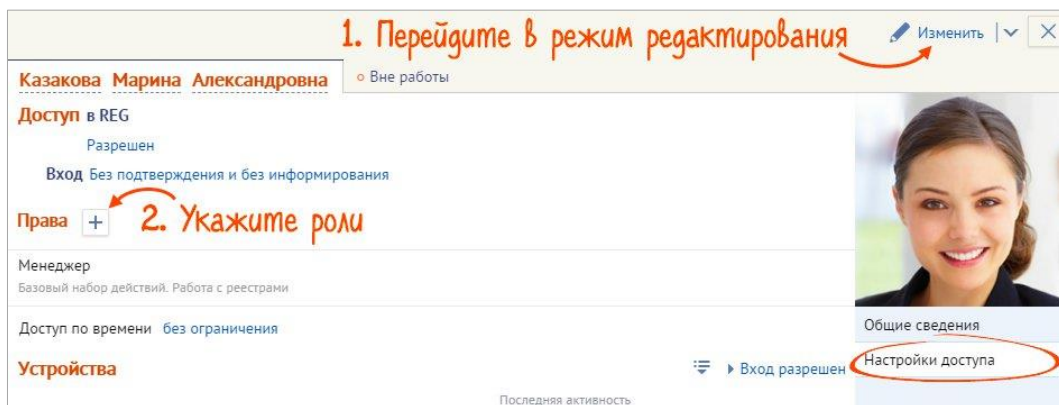 1. Перейдите в режим редактирования
Изменить
Казакова Марина Александровна
Вне работы
Доступ в REG
Разрешен
Вход Без подтверждения и без информирования
Права + 2. Укажите роли
Менеджер
Базовый набор действий. Работа с реестрами
Доступ по времени без ограничения
Общие сведения
Настройки доступа
Устройства
Вход разрешен
Последняя активность